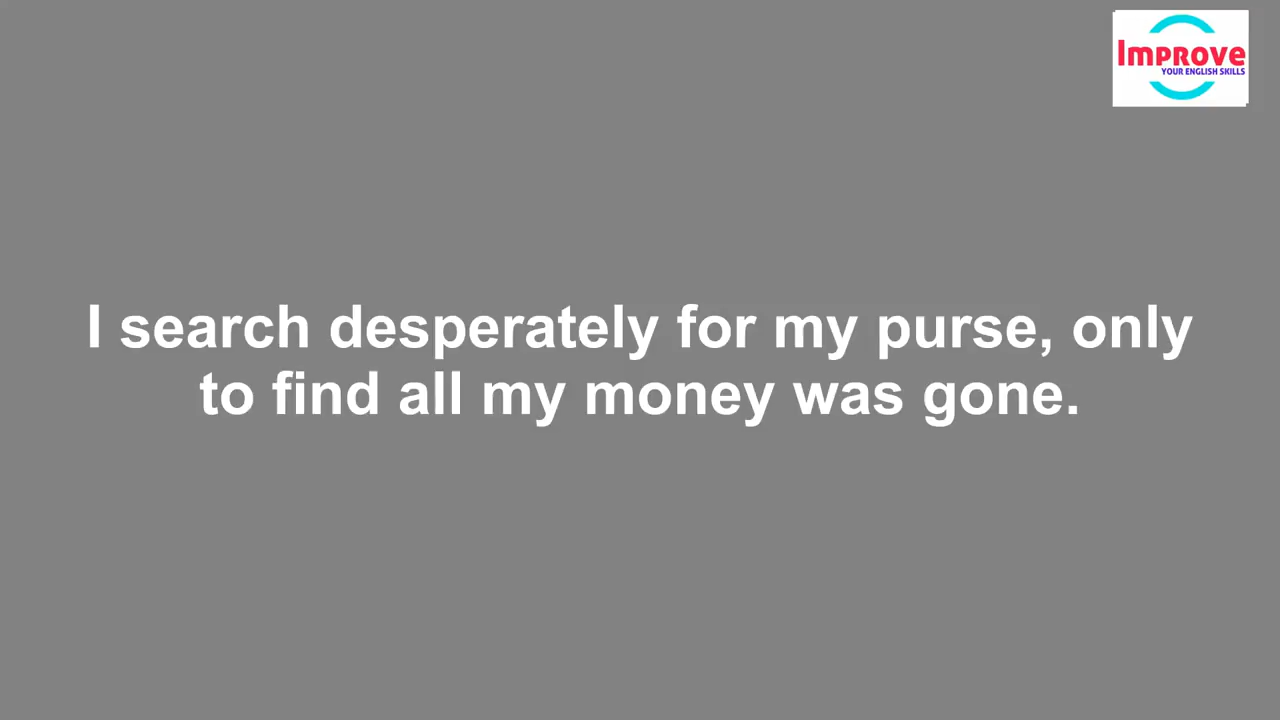 Improve
YOUR ENGLISH SKILLS
I search desperately for my purse, only
to find all my money was gone.